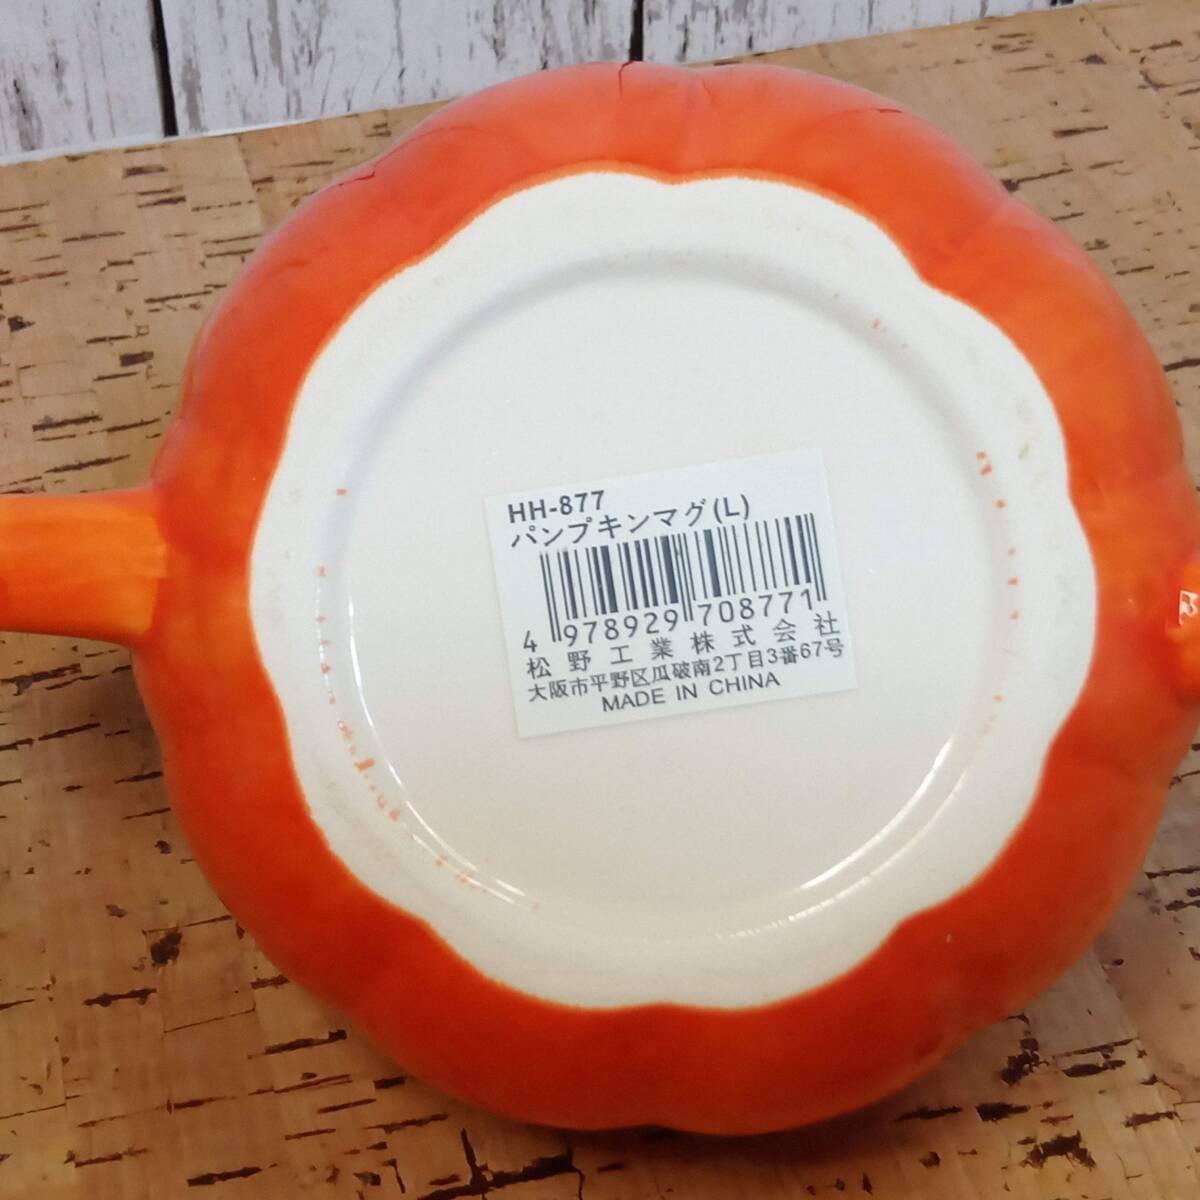 HH-877
パンプキンマグ(L)
4 978929 708771
松野工業株式会社
大阪市平野区瓜破南2丁目3番67号
MADE IN CHINA